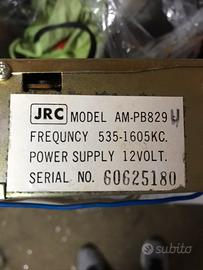 JRC MODEL AM-PB829 U
FREQUNCY 535-1605KC.
POWER SUPPLY 12VOLT.
SERIAL NO. 60625180
subito